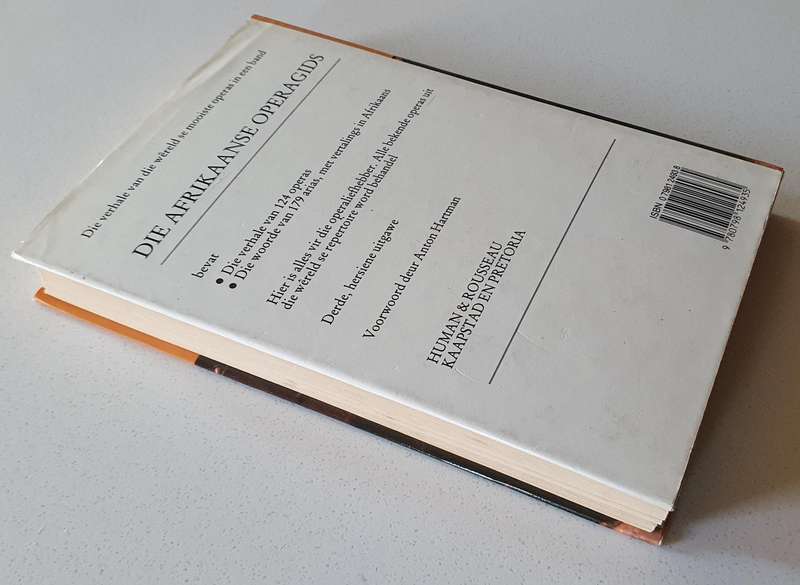 Die verhale van die wêreld se mooiste operas in een band
DIE AFRIKAANSE OPERAGIDS
bevat
● Die verhale van 124 operas
● Die woorde van 179 arias, met vertalings in Afrikaans
Hier is alles vir die operaliefhebber. Alle bekende operas uit
die wêreld se repertoire word behandel
Derde, hersiene uitgawe
Voorwoord deur Anton Hartman
HUMAN & ROUSSEAU
KAAPSTAD EN PRETORIA
9 780798 124935